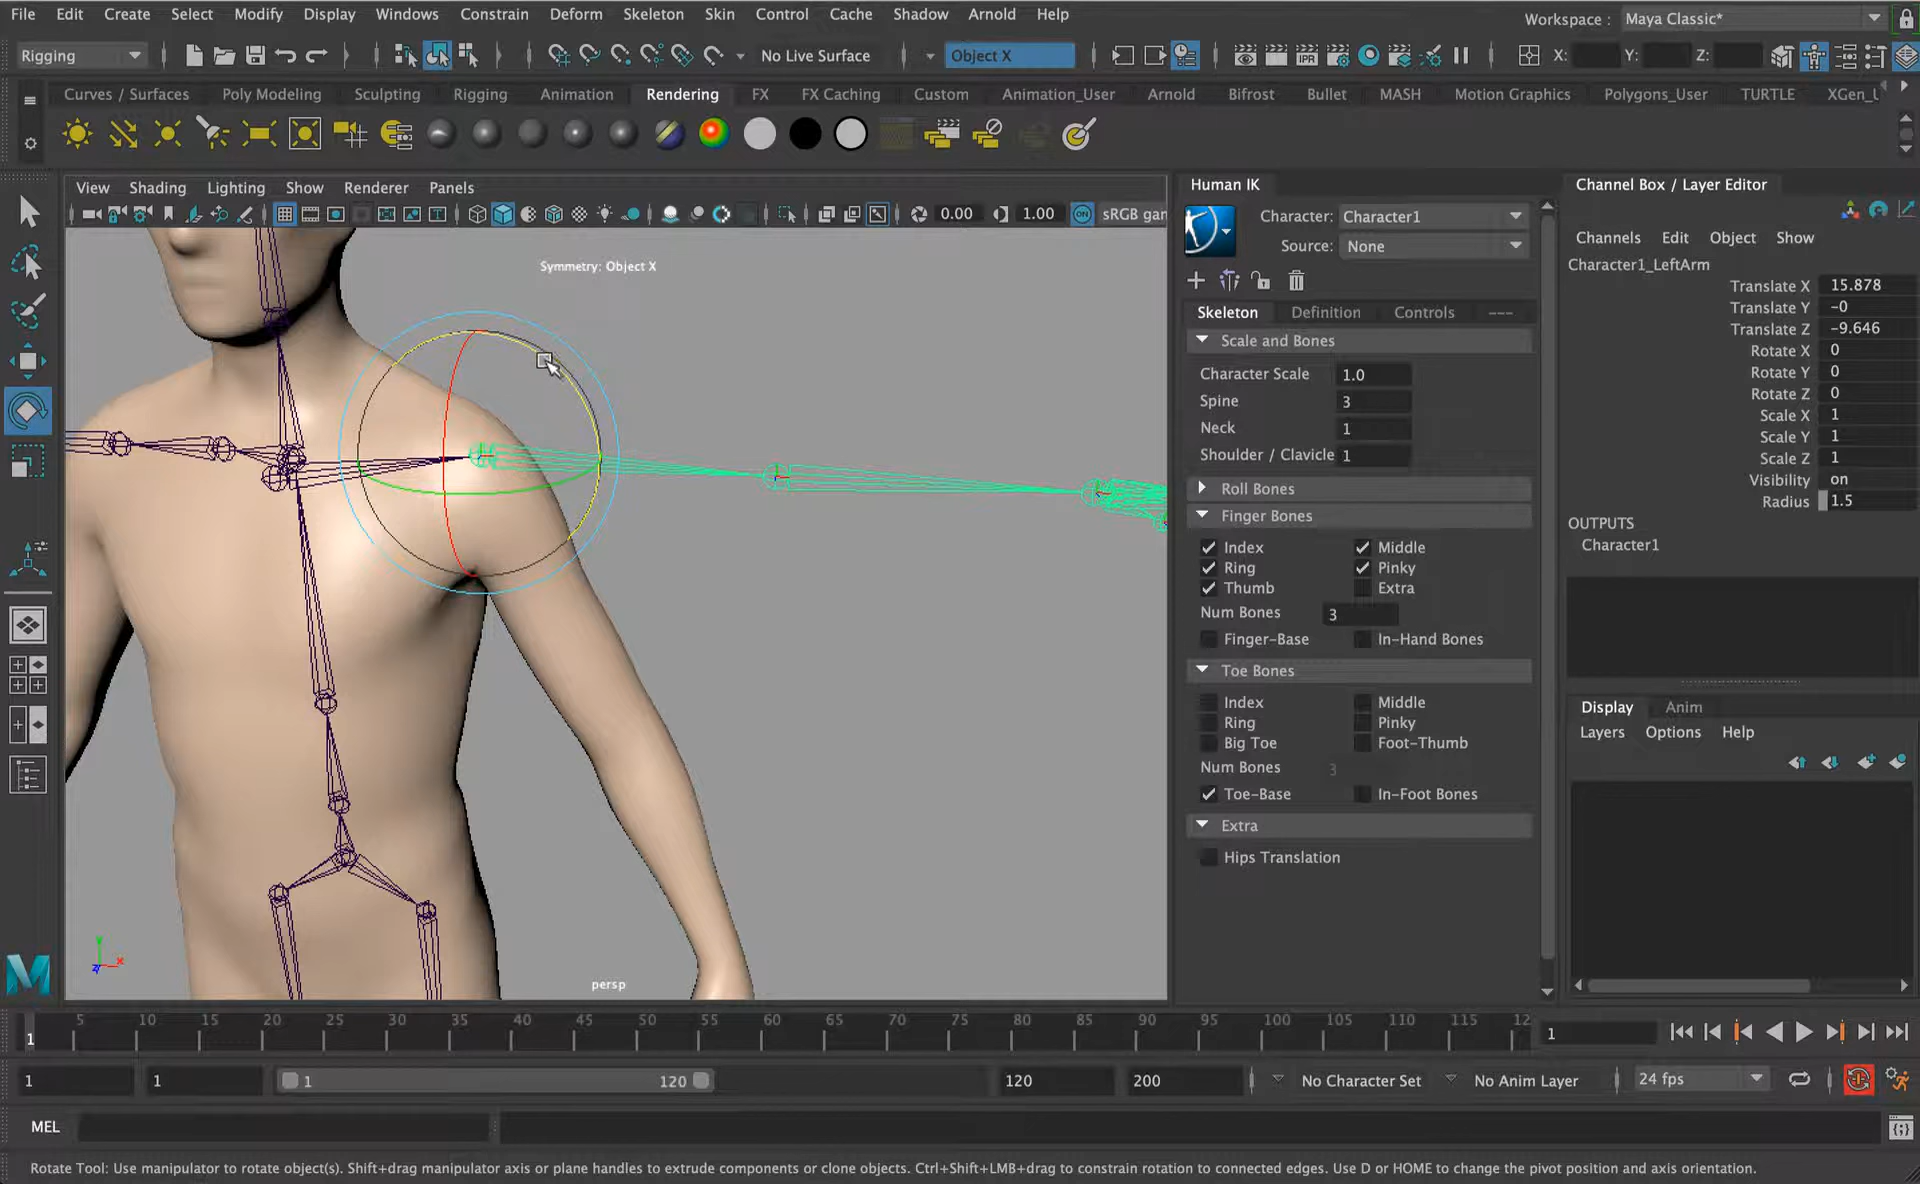 File Edit Create Select Modify Display Windows Constrain Deform Skeleton Skin Control Cache Shadow Arnold Help
Workspace : Maya Classic*
Rigging No Live Surface Object X X: Y: Z:
Curves / Surfaces Poly Modeling Sculpting Rigging Animation Rendering FX FX Caching Custom Animation_User Arnold Bifrost Bullet MASH Motion Graphics Polygons_User TURTLE XGen_U
IPR
View Shading Lighting Show Renderer Panels
0.00 1.00 ON sRGB gam
Symmetry: Object X
persp
Human IK
Character: Character1
Source: None
Skeleton Definition Controls ---
Scale and Bones
Character Scale 1.0
Spine 3
Neck 1
Shoulder / Clavicle 1
Roll Bones
Finger Bones
Index Middle
Ring Pinky
Thumb Extra
Num Bones 3
Finger-Base In-Hand Bones
Toe Bones
Index Middle
Ring Pinky
Big Toe Foot-Thumb
Num Bones 3
Toe-Base In-Foot Bones
Extra
Hips Translation
Channel Box / Layer Editor
Channels Edit Object Show
Character1_LeftArm
Translate X 15.878
Translate Y -0
Translate Z -9.646
Rotate X 0
Rotate Y 0
Rotate Z 0
Scale X 1
Scale Y 1
Scale Z 1
Visibility on
Radius 1.5
OUTPUTS
Character1
Display Anim
Layers Options Help
1 5 10 15 20 25 30 35 40 45 50 55 60 65 70 75 80 85 90 95 100 105 110 115 12
1
1 1 1 120 120 200 No Character Set No Anim Layer 24 fps
MEL
Rotate Tool: Use manipulator to rotate object(s). Shift+drag manipulator axis or plane handles to extrude components or clone objects. Ctrl+Shift+LMB+drag to constrain rotation to connected edges. Use D or HOME to change the pivot position and axis orientation.